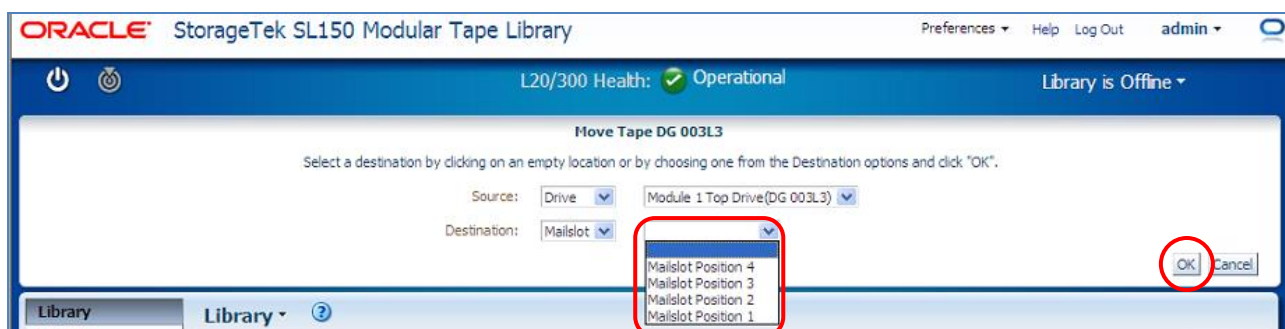 ORACLE StorageTek SL150 Modular Tape Library Preferences Help Log Out admin
L20/300 Health: Operational Library is Offline
Move Tape DG 003L3
Select a destination by clicking on an empty location or by choosing one from the Destination options and click "OK".
Source: Drive Module 1 Top Drive(DG 003L3)
Destination: Mailslot
Mailslot Position 4
Mailslot Position 3
Mailslot Position 2
Mailslot Position 1
OK Cancel
Library Library ?